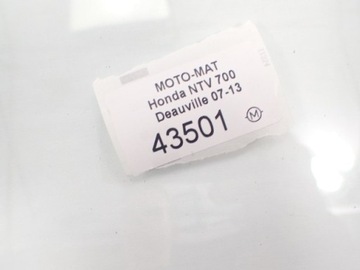 MOTO-MAT
Honda NTV 700
Deauville 07-13
43501
M